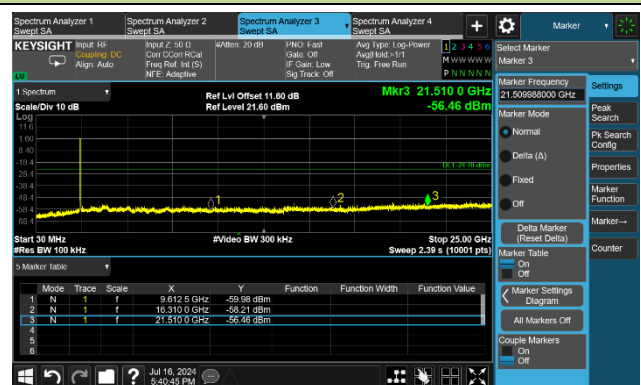 Spectrum Analyzer 1
Swept SA
Spectrum Analyzer 2
Swept SA
Spectrum Analyzer 3
Swept SA
Spectrum Analyzer 4
Swept SA
+
Marker
KEYSIGHT
Input: RF
Coupling: DC
Align: Auto
Input Z: 50 Ω
Corr CCorr RCal
Freq Ref: Int (S)
NFE: Adaptive
#Atten: 20 dB
PNO: Fast
Gate: Off
IF Gain: Low
Sig Track: Off
Avg Type: Log-Power
Avg|Hold:>1/1
Trig: Free Run
1 2 3 4 5 6
M W W W W W
P N N N N N
LW
Select Marker
Marker 3
1 Spectrum
Scale/Div 10 dB
Ref Lvl Offset 11.60 dB
Ref Level 21.60 dBm
Mkr3 21.510 0 GHz
-56.46 dBm
Log
11.6
1.60
-8.40
-18.4
-28.4
-38.4
-48.4
-58.4
-68.4
DL1 -24.70 dBm
1
2
3
Start 30 MHz
#Res BW 100 kHz
#Video BW 300 kHz
Stop 25.00 GHz
Sweep 2.39 s (10001 pts)
5 Marker Table
Mode Trace Scale X Y Function Function Width Function Value
1 N 1 f 9.612 5 GHz -59.98 dBm
2 N 1 f 16.310 0 GHz -58.21 dBm
3 N 1 f 21.510 0 GHz -56.46 dBm
4
5
6
Marker Frequency
21.509988000 GHz
Marker Mode
Normal
Delta (Δ)
Fixed
Off
Delta Marker
(Reset Delta)
Marker Table
On
Off
Marker Settings
Diagram
All Markers Off
Couple Markers
On
Off
Settings
Peak
Search
Pk Search
Config
Properties
Marker
Function
Marker→
Counter
?
Jul 16, 2024
5:40:45 PM